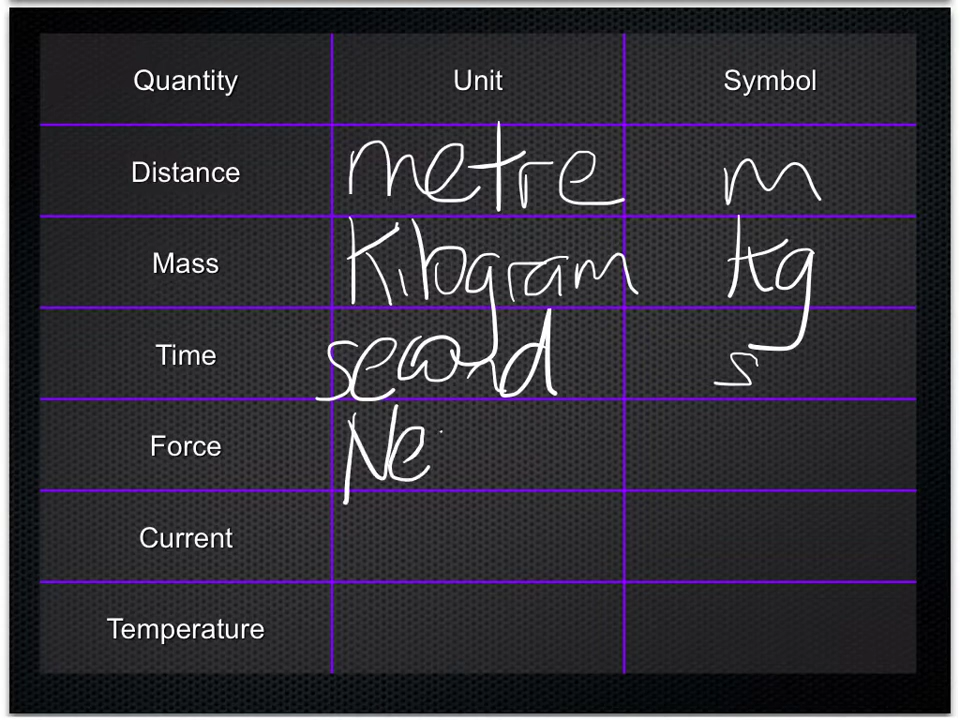 Quantity Unit Symbol
Distance metre m
Mass Kilogram kg
Time second s
Force Ne
Current
Temperature